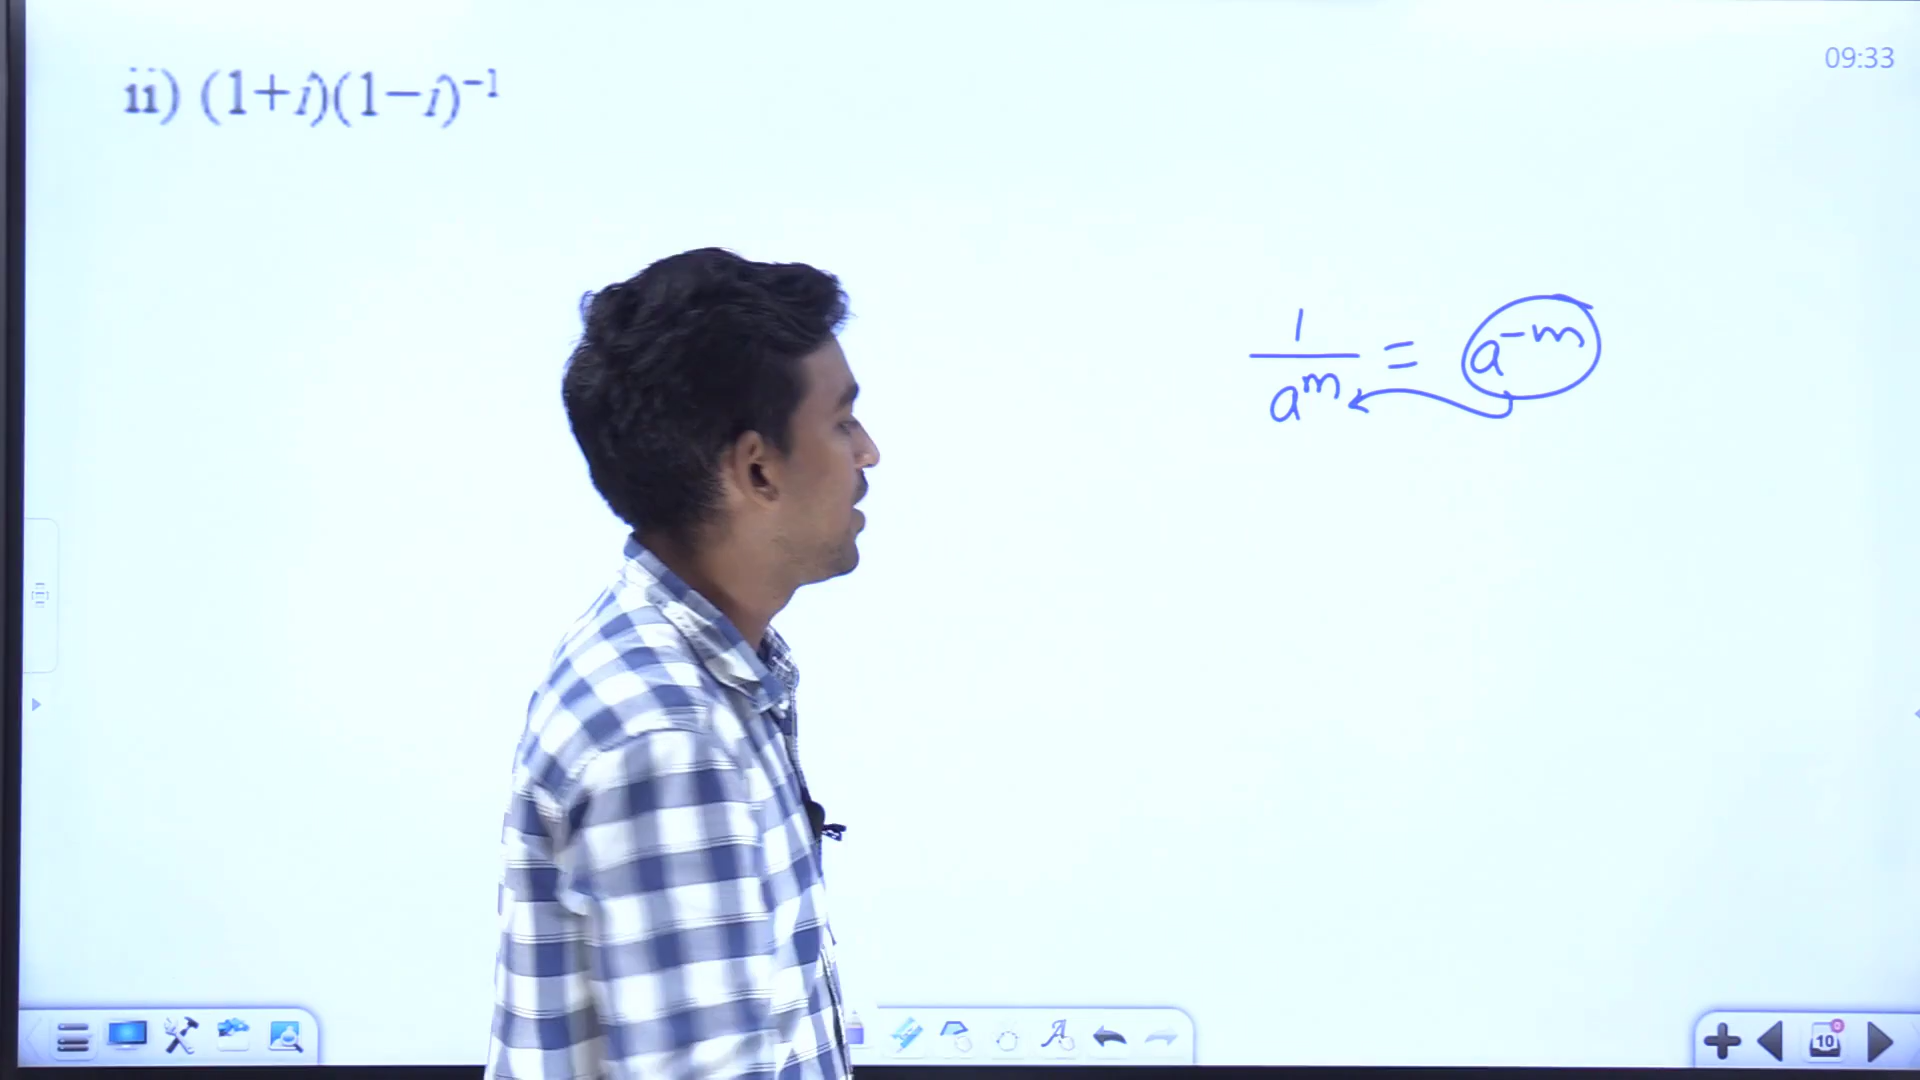 09:33
ii) (1+i)(1−i)⁻¹
1/aᵐ = a⁻ᵐ
10